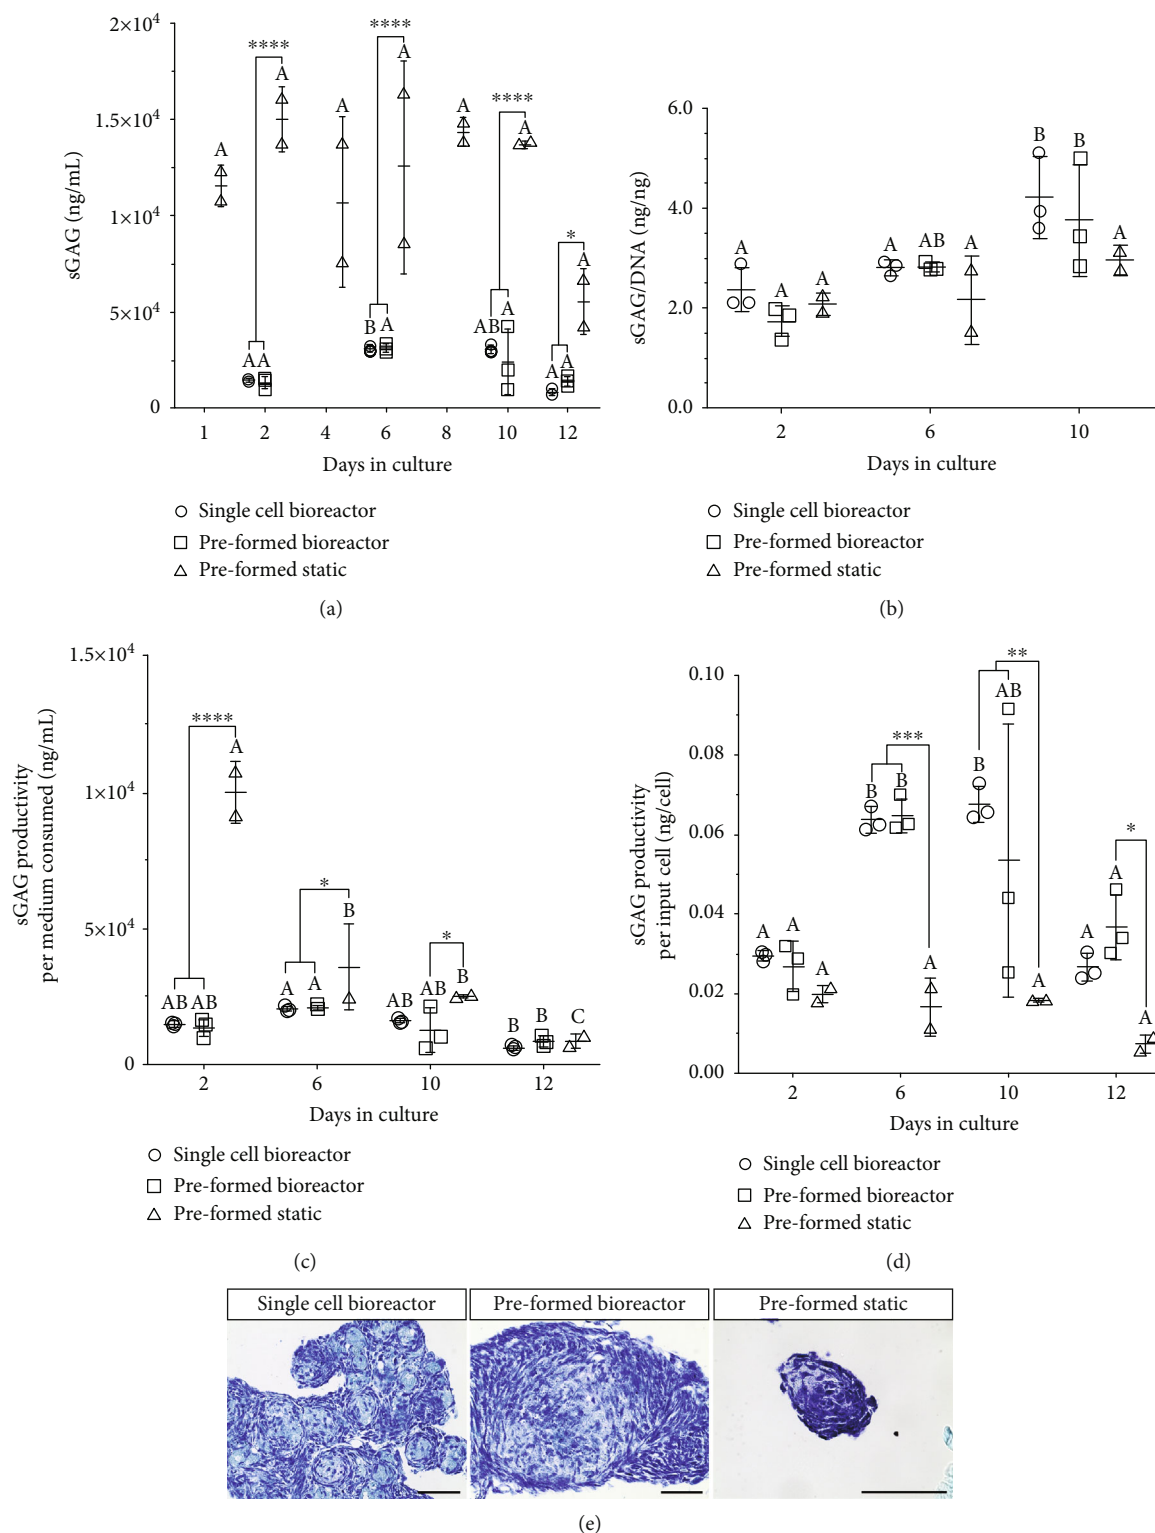 2×10⁴
1.5×10⁴
1×10⁴
5×10³
0
sGAG (ng/mL)
A A A A A A A A A A B A AB A A A
**** **** **** *
1 2 4 6 8 10 12
Days in culture
Single cell bioreactor
Pre-formed bioreactor
Pre-formed static
(a)
6.0
4.0
2.0
0.0
sGAG/DNA (ng/ng)
A A A A AB A B B A
2 6 10
Days in culture
Single cell bioreactor
Pre-formed bioreactor
Pre-formed static
(b)
1.5×10⁴
1×10⁴
5×10⁴
0
sGAG productivity
per medium consumed (ng/mL)
**** * *
AB AB A A A B AB AB B B B C
2 6 10 12
Days in culture
Single cell bioreactor
Pre-formed bioreactor
Pre-formed static
(c)
0.10
0.08
0.06
0.04
0.02
0.00
sGAG productivity
per input cell (ng/cell)
*** ** *
A A A B B A B AB A A A A
2 6 10 12
Days in culture
Single cell bioreactor
Pre-formed bioreactor
Pre-formed static
(d)
Single cell bioreactor
Pre-formed bioreactor
Pre-formed static
(e)